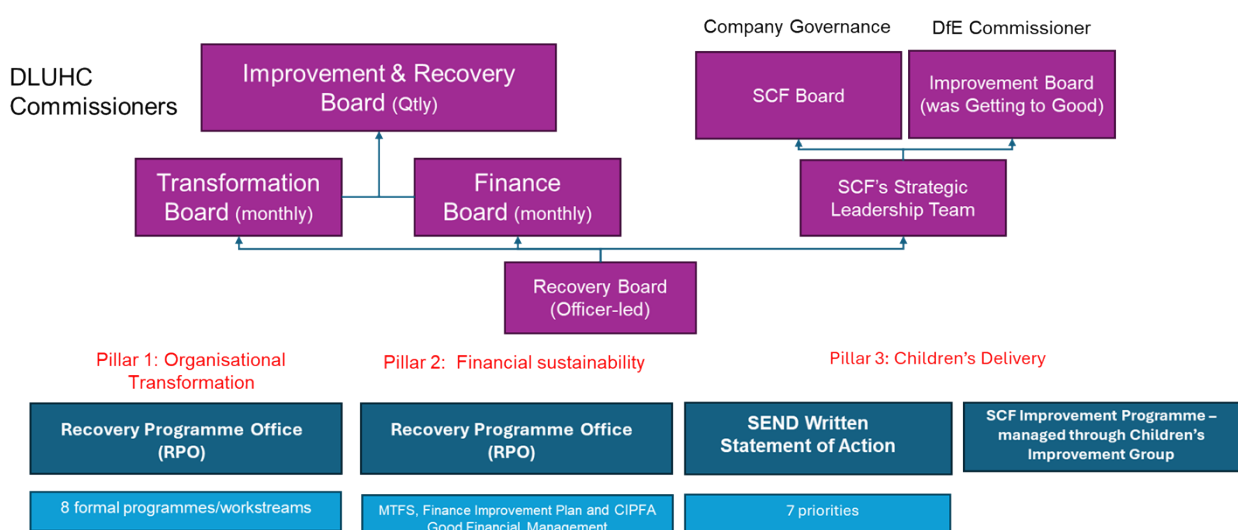 Company Governance
DfE Commissioner
DLUHC
Commissioners
Improvement & Recovery
Board (Qtly)
SCF Board
Improvement Board
(was Getting to Good)
Transformation
Board (monthly)
Finance
Board (monthly)
SCF's Strategic
Leadership Team
Recovery Board
(Officer-led)
Pillar 1: Organisational
Transformation
Pillar 2:  Financial sustainability
Pillar 3: Children's Delivery
Recovery Programme Office
(RPO)
Recovery Programme Office
(RPO)
SEND Written
Statement of Action
SCF Improvement Programme –
managed through Children's
Improvement Group
8 formal programmes/workstreams
MTFS, Finance Improvement Plan and CIPFA
Good Financial Management
7 priorities